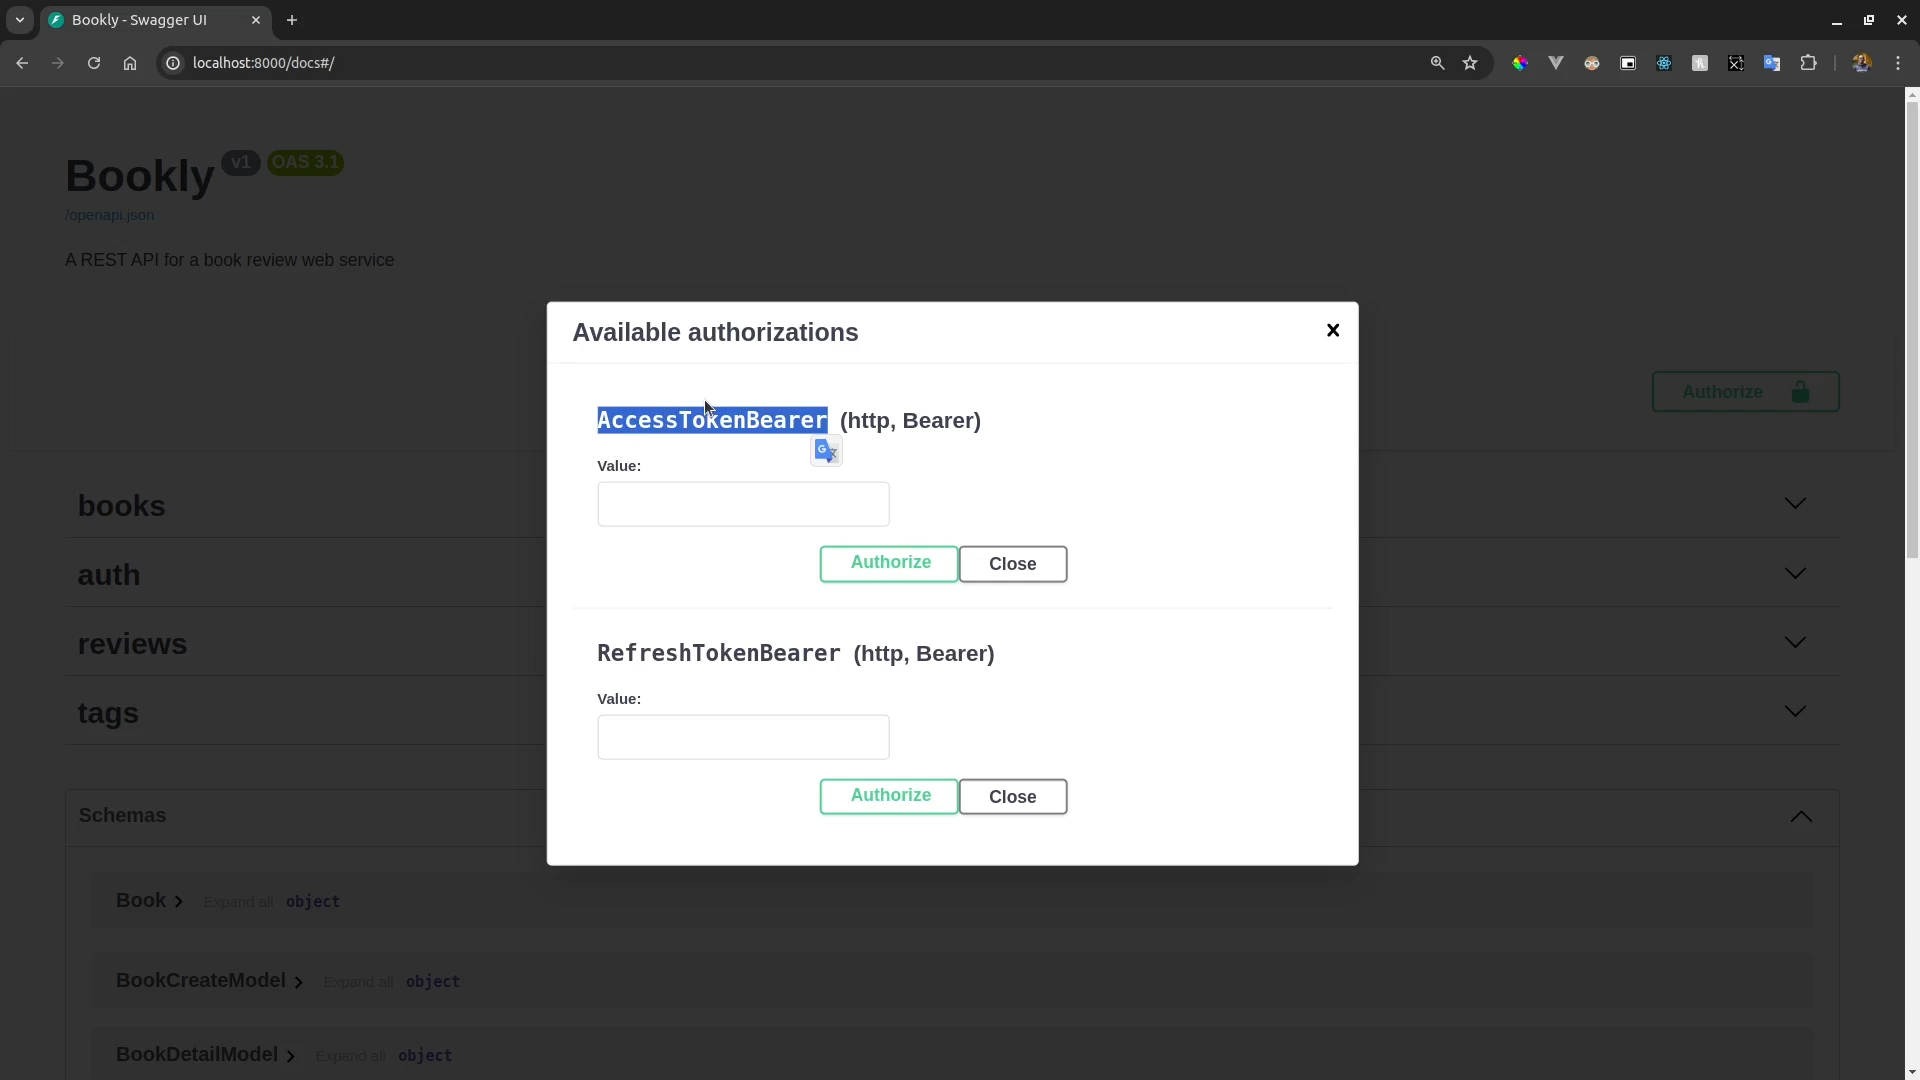 Bookly - Swagger UI
localhost:8000/docs#/
Bookly v1 OAS 3.1
/openapi.json
A REST API for a book review web service
Available authorizations
Authorize
AccessTokenBearer (http, Bearer)
Value:
Authorize Close
RefreshTokenBearer (http, Bearer)
Value:
Authorize Close
books
auth
reviews
tags
Schemas
Book Expand all object
BookCreateModel Expand all object
BookDetailModel Expand all object